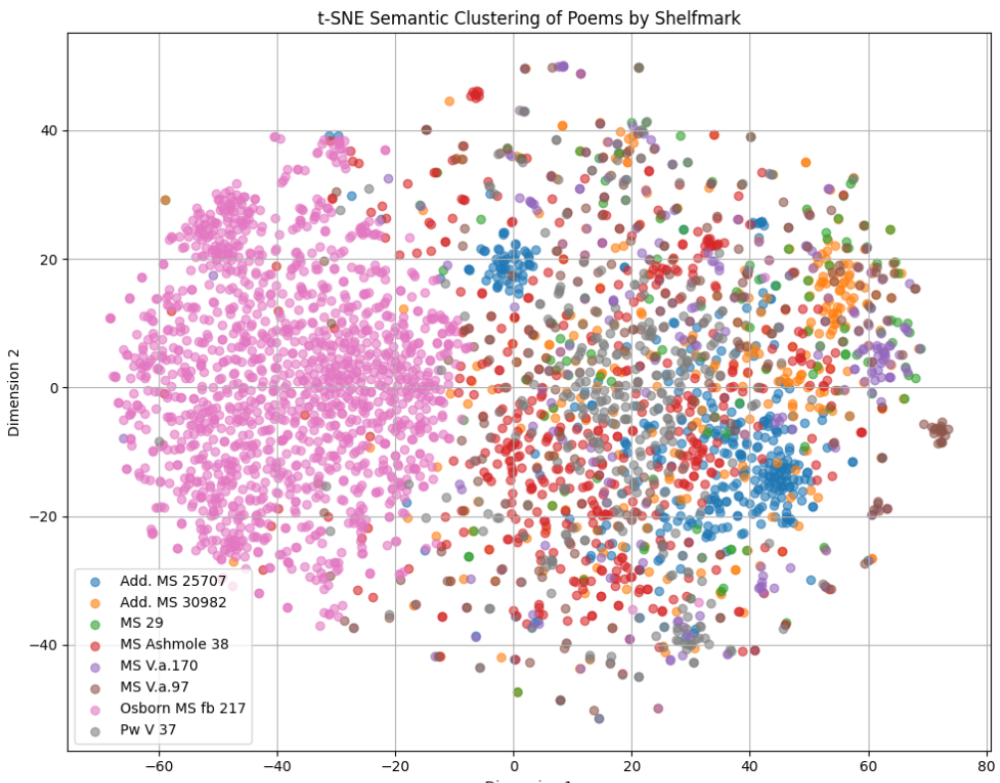 t-SNE Semantic Clustering of Poems by Shelfmark
Dimension 2
40
20
0
−20
−40
Add. MS 25707
Add. MS 30982
MS 29
MS Ashmole 38
MS V.a.170
MS V.a.97
Osborn MS fb 217
Pw V 37
−60 −40 −20 0 20 40 60 80